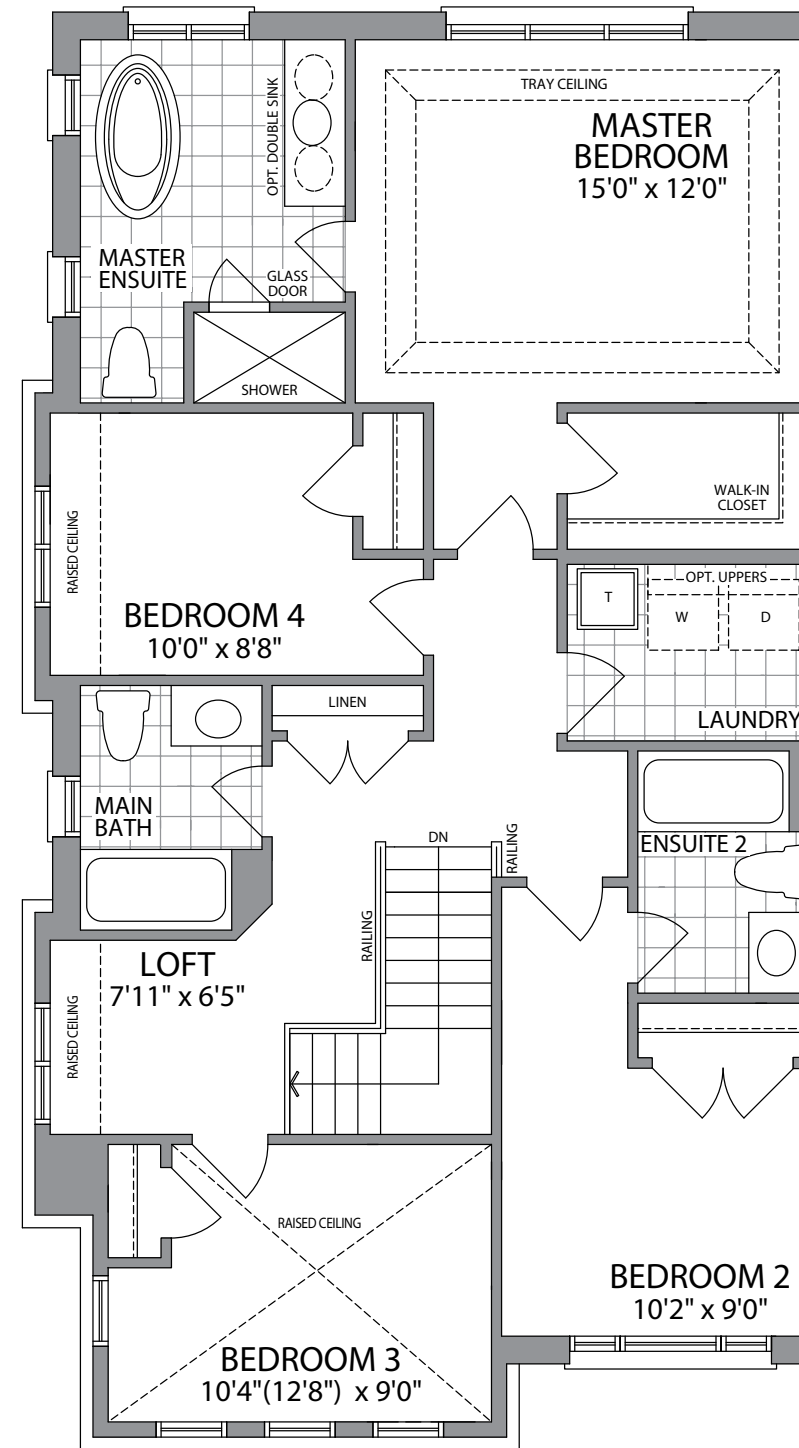 TRAY CEILING
MASTER
BEDROOM
15'0" x 12'0"
OPT. DOUBLE SINK
MASTER
ENSUITE
GLASS
DOOR
SHOWER
WALK-IN
CLOSET
RAISED CEILING
BEDROOM 4
10'0" x 8'8"
OPT. UPPERS
T
W
D
LAUNDRY
LINEN
MAIN
BATH
DN
RAILING
ENSUITE 2
RAILING
LOFT
7'11" x 6'5"
RAISED CEILING
RAISED CEILING
BEDROOM 2
10'2" x 9'0"
BEDROOM 3
10'4"(12'8") x 9'0"